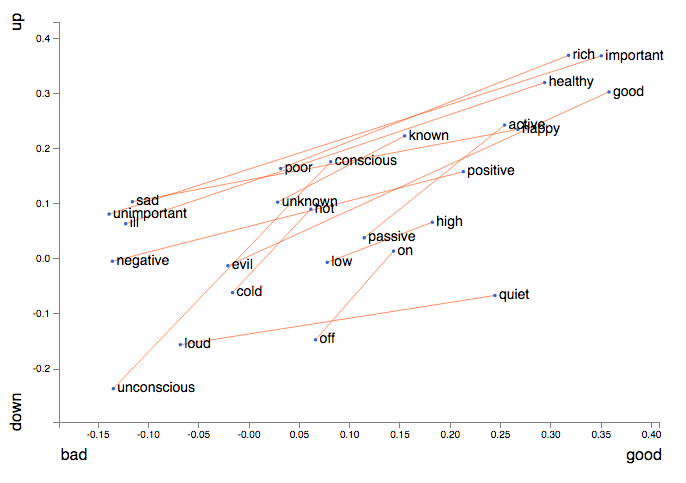 up
0.4
rich
important
healthy
0.3
good
active
happy
known
0.2
conscious
poor
positive
sad
unknown
0.1
hot
unimportant
ill
high
passive
on
0.0
negative
evil
low
cold
quiet
-0.1
off
loud
-0.2
unconscious
down
-0.15 -0.10 -0.05 -0.00 0.05 0.10 0.15 0.20 0.25 0.30 0.35 0.40
bad good